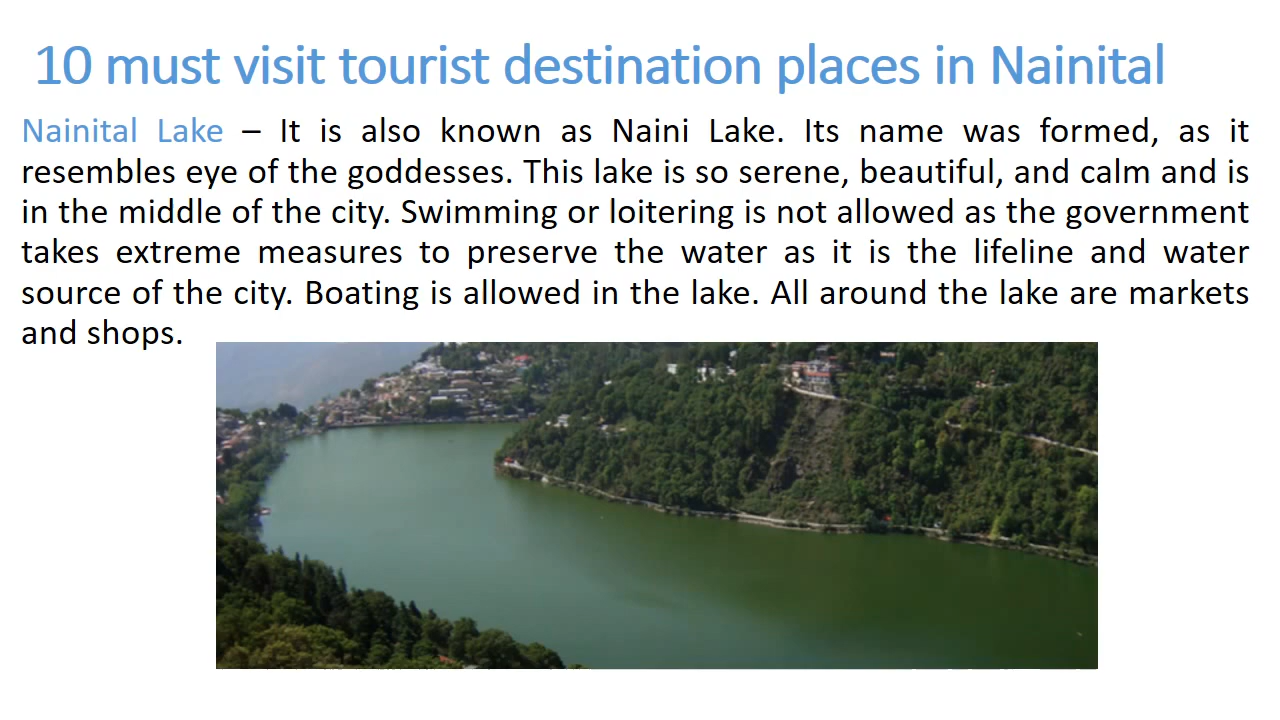 10 must visit tourist destination places in Nainital
Nainital Lake – It is also known as Naini Lake. Its name was formed, as it
resembles eye of the goddesses. This lake is so serene, beautiful, and calm and is
in the middle of the city. Swimming or loitering is not allowed as the government
takes extreme measures to preserve the water as it is the lifeline and water
source of the city. Boating is allowed in the lake. All around the lake are markets
and shops.